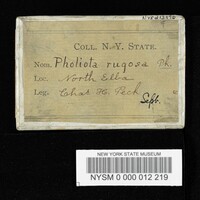 COLL. N. Y. STATE.
NOM. Pholiota rugosa Pk
LOC. North Elba
LEG. Chas H. Peck
Sept.
NEW YORK STATE MUSEUM
NYSM 0 000 012 219